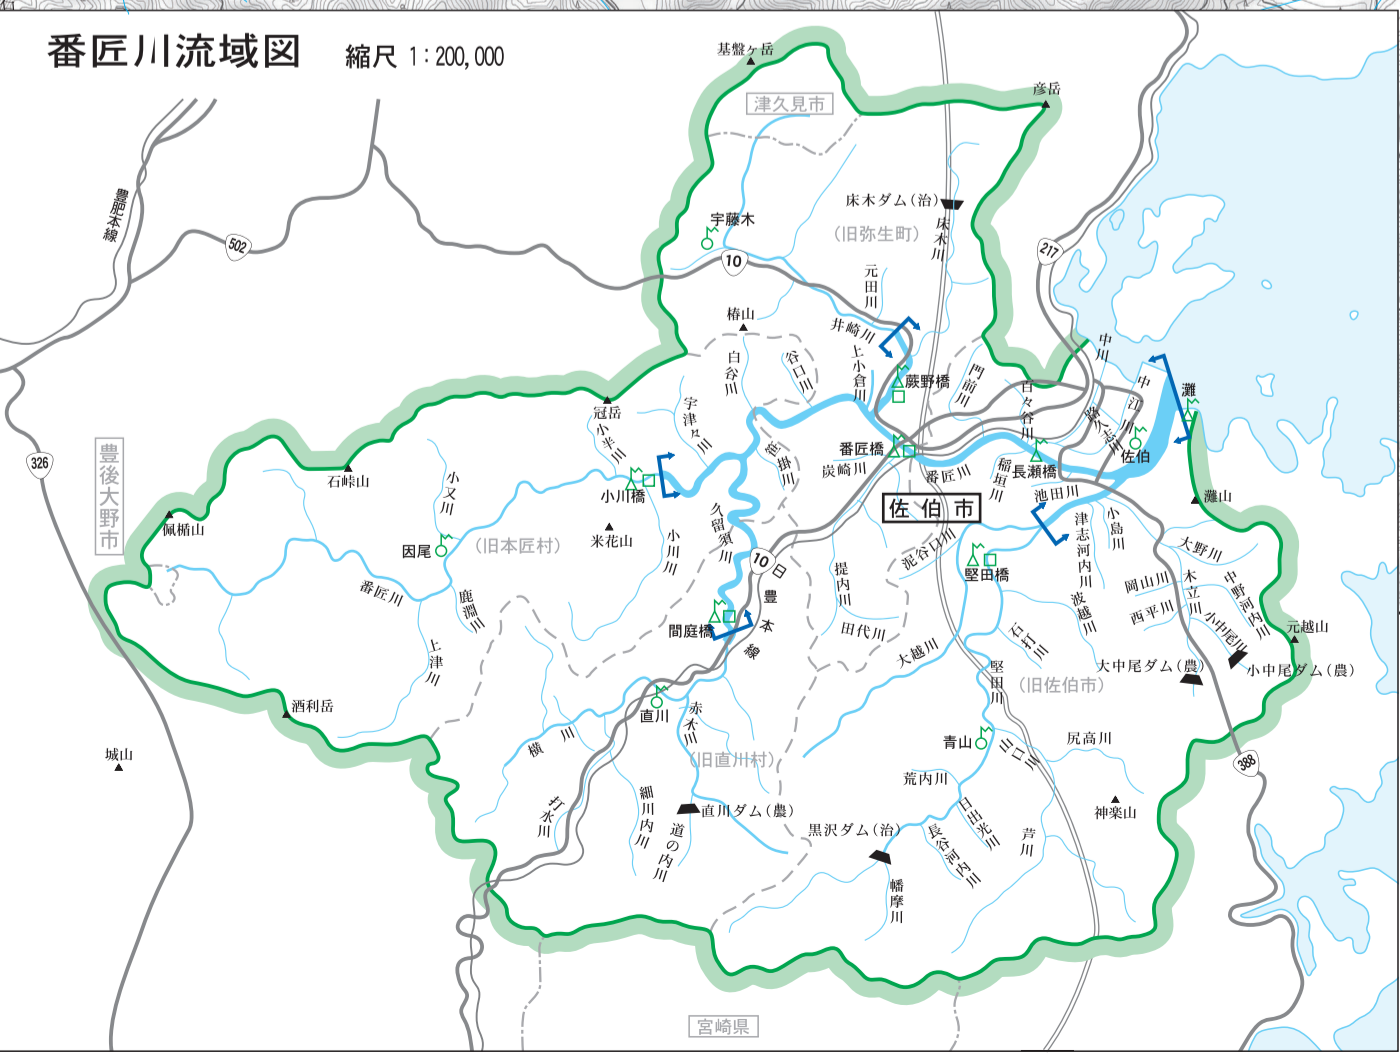 番匠川流域図
縮尺 1:200,000
基盤ヶ岳
彦岳
津久見市
豊肥本線
床木ダム(治)
床木川
宇藤木
(旧弥生町)
217
502
10
元田川
椿山
井崎川
中川
白谷川
谷口川
上小倉川
蕨野橋
門前川
百々谷川
中江川
灘
冠岳
小半川
宇津々川
笹掛川
番匠橋
佐伯
326
豊後大野市
石峠山
小又川
炭崎川
番匠川
稲垣川
長瀬橋
池田川
灘山
小川橋
佐伯市
佩楯山
久留須川
因尾
(旧本匠村)
米花山
小川川
泥谷口川
津志河内川
小島川
大野川
10
日豊本線
堅田橋
番匠川
鹿淵川
提内川
波越川
岡山川
木立川
中野河内川
西平川
小中尾川
間庭橋
田代川
石打川
元越山
上津川
大越川
大中尾ダム(農)
小中尾ダム(農)
堅田川
(旧佐伯市)
酒利岳
直川
赤木川
横川
青山
山口川
尻高川
城山
(旧直川村)
388
荒内川
打水川
細川内川
道の内川
直川ダム(農)
日出光川
神楽山
黒沢ダム(治)
長谷河内川
芦川
幡摩川
宮崎県